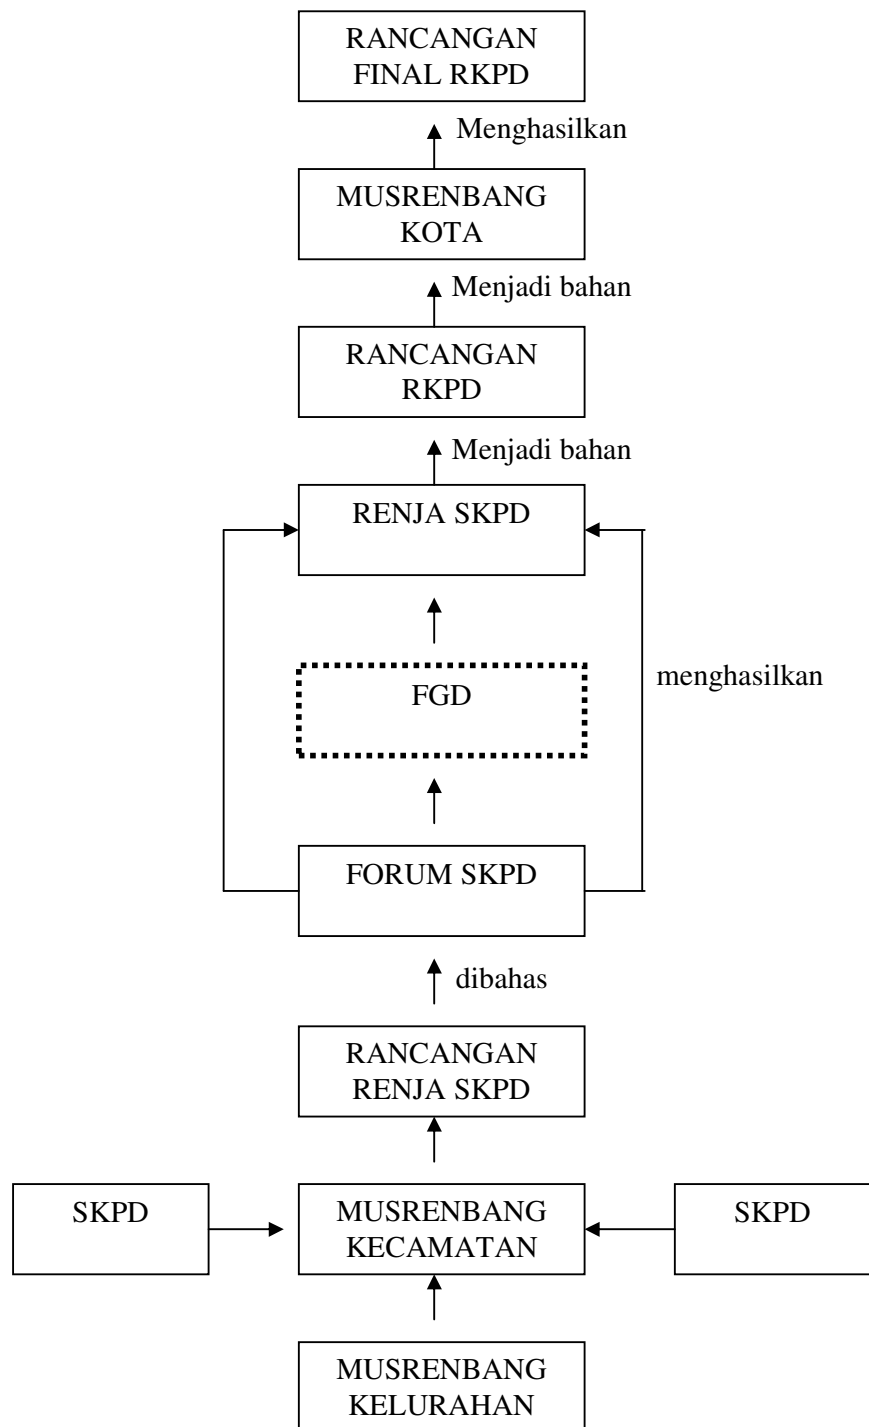 RANCANGAN
FINAL RKPD
Menghasilkan
MUSRENBANG
KOTA
Menjadi bahan
RANCANGAN
RKPD
Menjadi bahan
RENJA SKPD
FGD
menghasilkan
FORUM SKPD
dibahas
RANCANGAN
RENJA SKPD
SKPD
MUSRENBANG
KECAMATAN
SKPD
MUSRENBANG
KELURAHAN